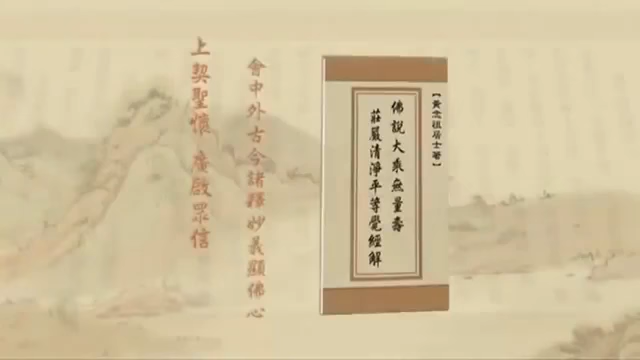 【黃念祖居士著】
佛說大乘無量壽
莊嚴清淨平等覺經解
會中外古今諸釋妙義顯佛心
上契聖懷 廣啟眾信